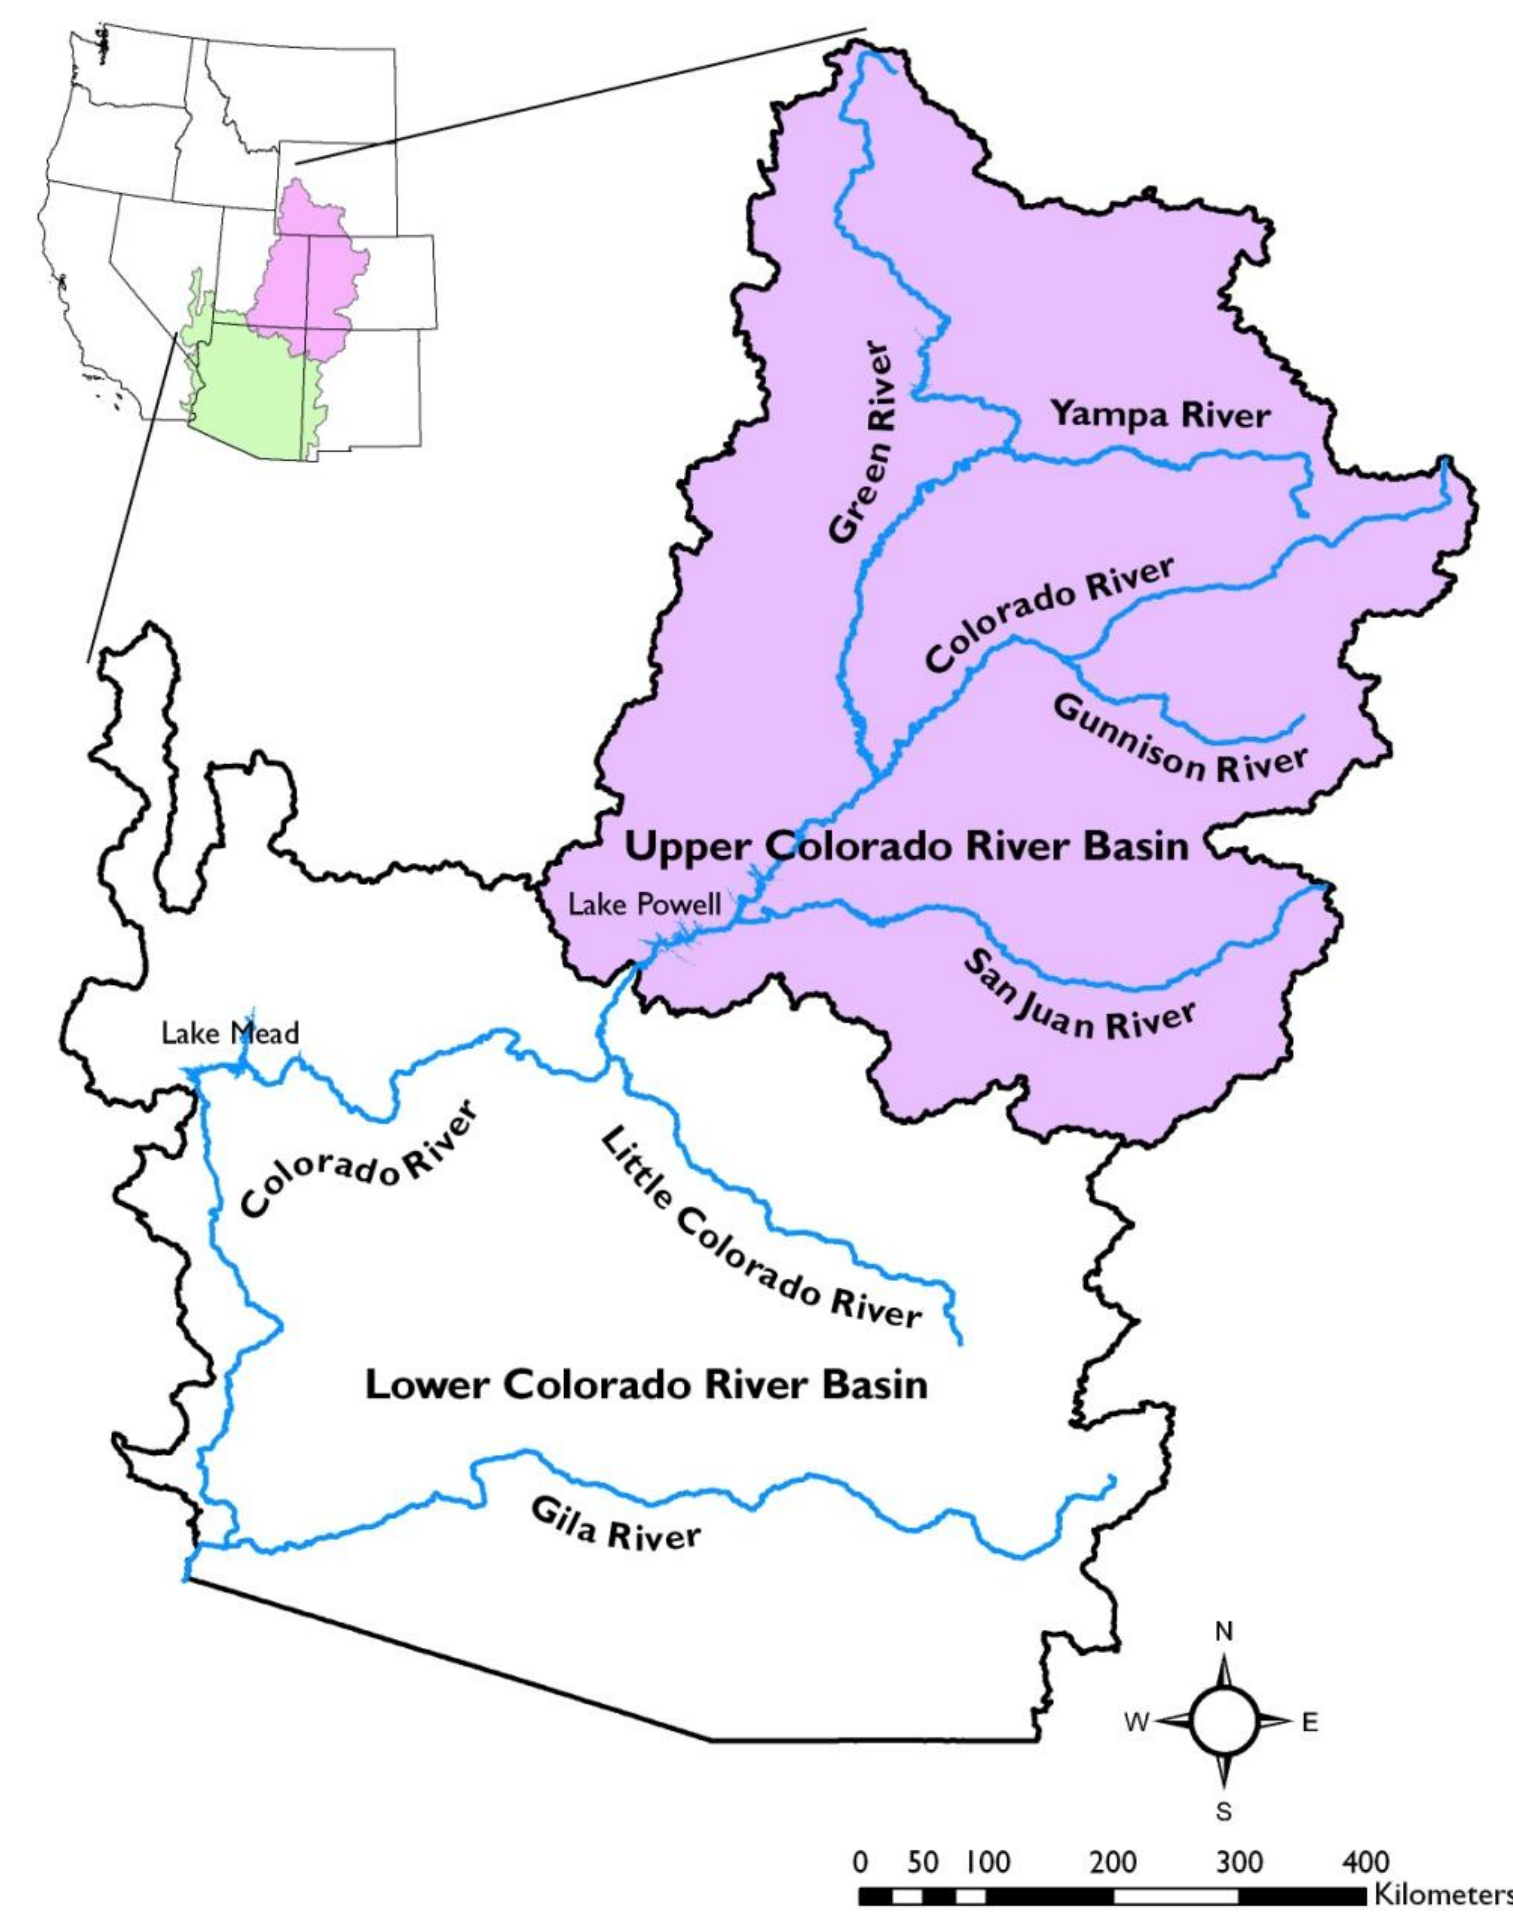 Green River
Yampa River
Colorado River
Gunnison River
Upper Colorado River Basin
Lake Powell
San Juan River
Lake Mead
Colorado River
Little Colorado River
Lower Colorado River Basin
Gila River
N
W E
S
0 50 100 200 300 400
Kilometers